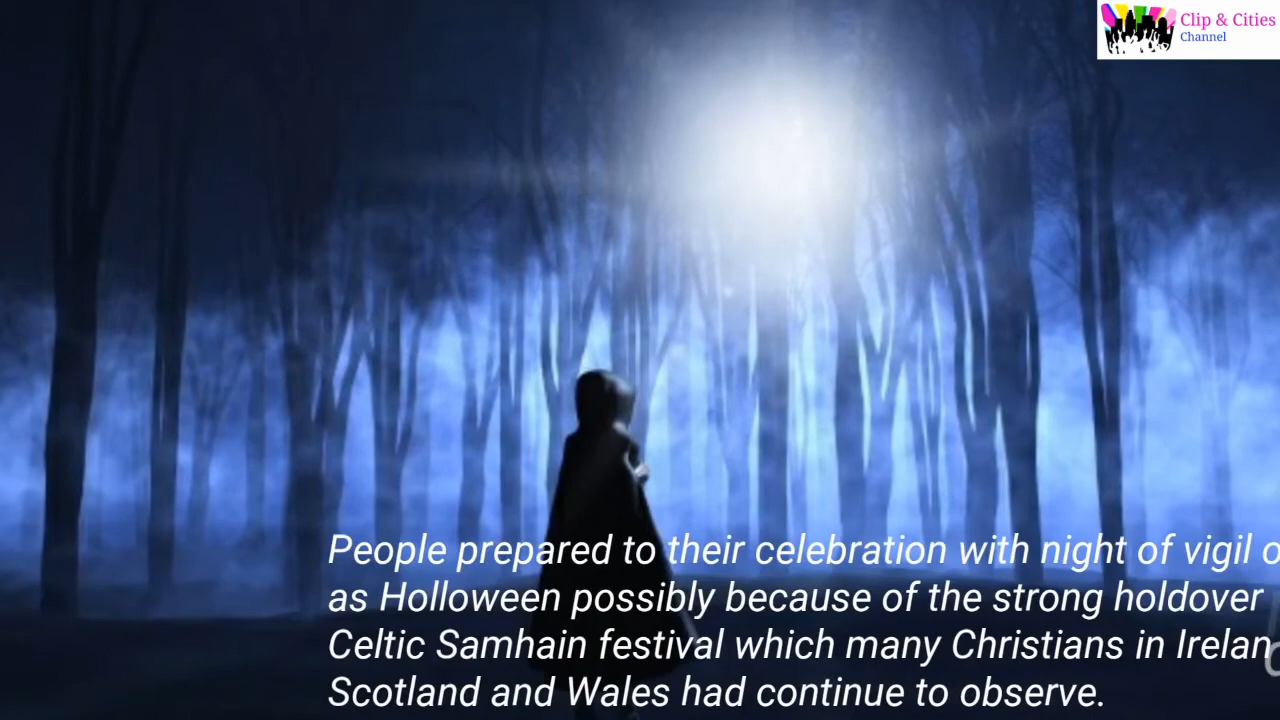 Clip & Cities
Channel
People prepared to their celebration with night of vigil
as Holloween possibly because of the strong holdover
Celtic Samhain festival which many Christians in Irelan
Scotland and Wales had continue to observe.